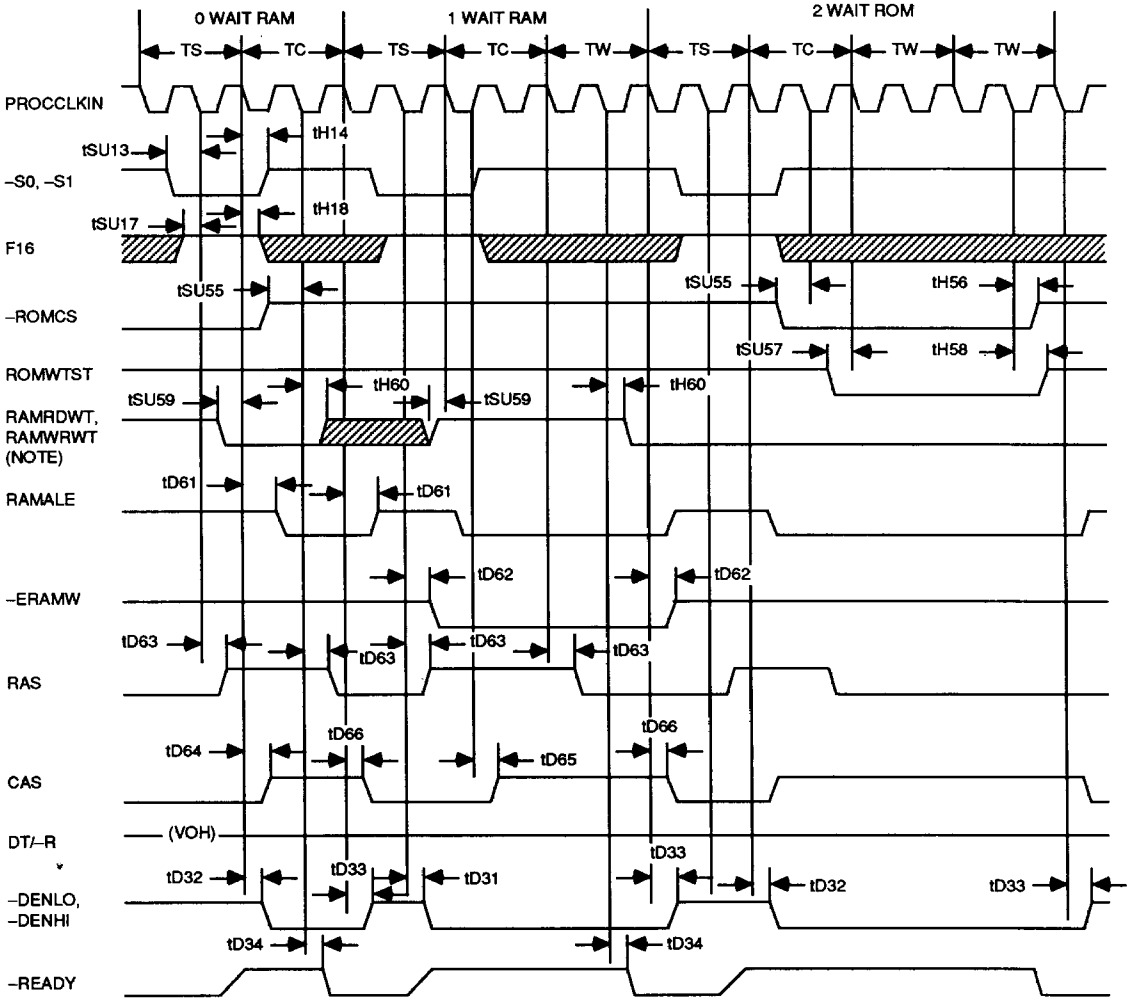 0 WAIT RAM 1 WAIT RAM 2 WAIT ROM
TS TC TS TC TW TS TC TW TW
PROCCLKIN
tH14
tSU13
–S0, –S1
tH18
tSU17
F16
tSU55 tSU55 tH56
–ROMCS
tSU57 tH58
ROMWTST
tH60 tH60
tSU59 tSU59
RAMRDWT,
RAMWRWT
(NOTE)
tD61 tD61
RAMALE
tD62 tD62
–ERAMW
tD63 tD63 tD63 tD63
RAS
tD66 tD66
tD64 tD65
CAS
(VOH)
DT/–R
tD33 tD33
tD32 tD31 tD32 tD33
–DENLO,
–DENHI
tD34 tD34
–READY